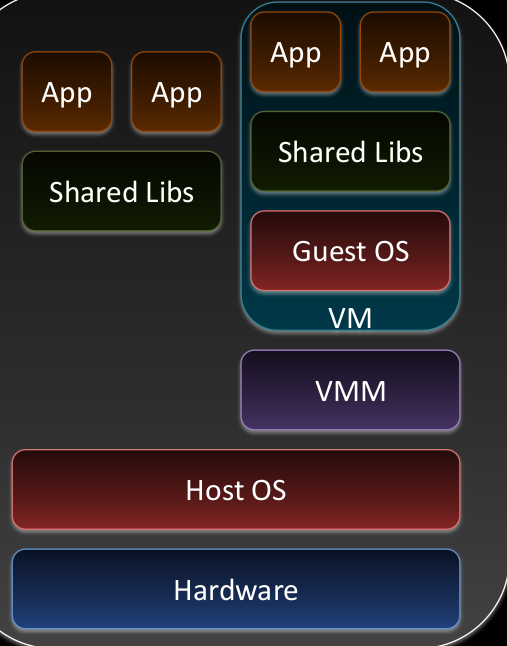 App
App
App
App
Shared Libs
Shared Libs
Guest OS
VM
VMM
Host OS
Hardware